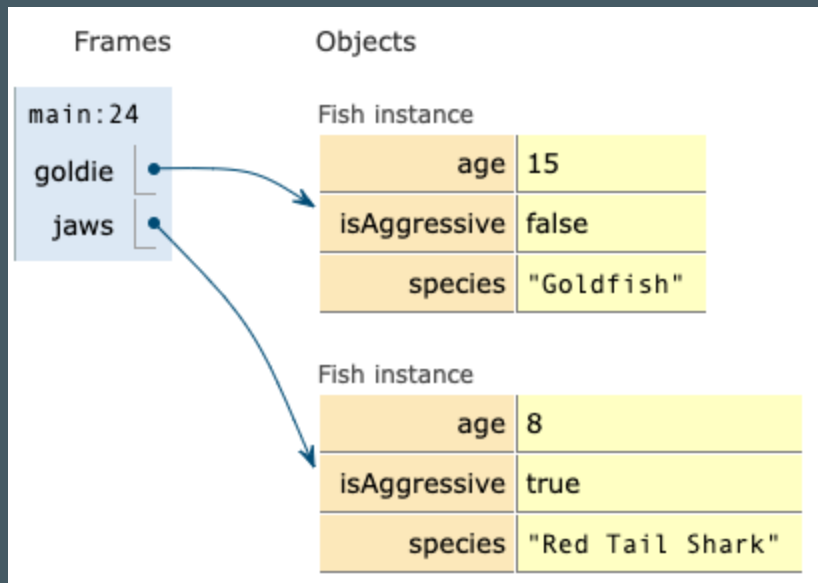 Frames Objects
main:24
goldie
jaws
Fish instance
age 15
isAggressive false
species "Goldfish"
Fish instance
age 8
isAggressive true
species "Red Tail Shark"